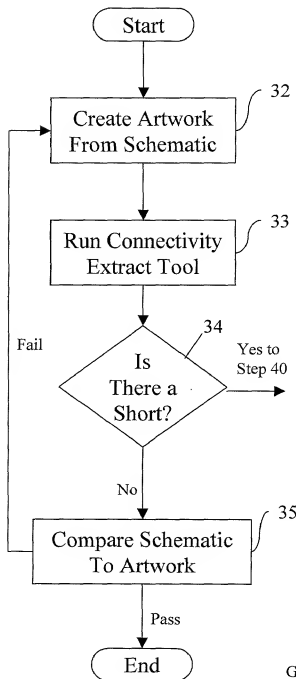 Start
32
Create Artwork
From Schematic
33
Run Connectivity
Extract Tool
34
Fail
Is
There a
Short?
Yes to
Step 40
No
35
Compare Schematic
To Artwork
Pass
End
G